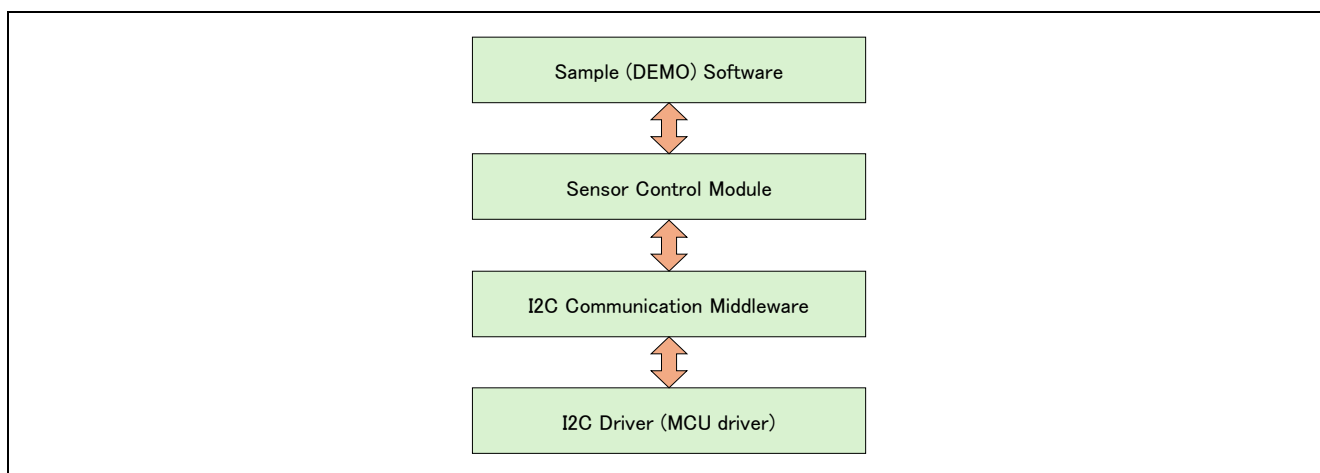 Sample (DEMO) Software
Sensor Control Module
I2C Communication Middleware
I2C Driver (MCU driver)